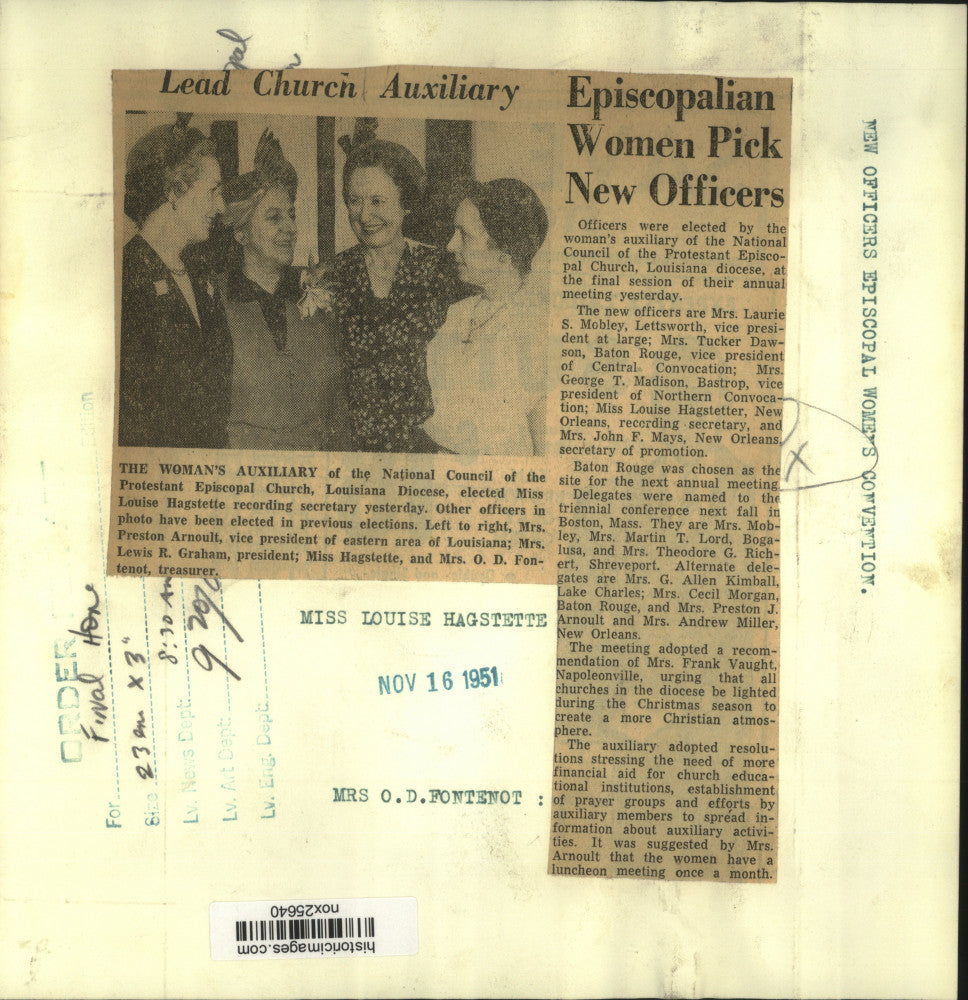 Lead Church Auxiliary
THE WOMAN'S AUXILIARY of the National Council of the
Protestant Episcopal Church, Louisiana Diocese, elected Miss
Louise Hagstette recording secretary yesterday. Other officers in
photo have been elected in previous elections. Left to right, Mrs.
Preston Arnoult, vice president of eastern area of Louisiana; Mrs.
Lewis R. Graham, president; Miss Hagstette, and Mrs. O. D. Fon-
tenot, treasurer.
Episcopalian
Women Pick
New Officers
Officers were elected by the
woman's auxiliary of the National
Council of the Protestant Episco-
pal Church, Louisiana diocese, at
the final session of their annual
meeting yesterday.
The new officers are Mrs. Laurie
S. Mobley, Lettsworth, vice presi-
dent at large; Mrs. Tucker Daw-
son, Baton Rouge, vice president
of Central Convocation; Mrs.
George T. Madison, Bastrop, vice
president of Northern Convoca-
tion; Miss Louise Hagstetter, New
Orleans, recording secretary, and
Mrs. John F. Mays, New Orleans,
secretary of promotion.
Baton Rouge was chosen as the
site for the next annual meeting.
Delegates were named to the
triennial conference next fall in
Boston, Mass. They are Mrs. Mob-
ley, Mrs. Martin T. Lord, Boga-
lusa, and Mrs. Theodore G. Rich-
ert, Shreveport. Alternate dele-
gates are Mrs. G. Allen Kimball,
Lake Charles; Mrs. Cecil Morgan,
Baton Rouge, and Mrs. Preston J.
Arnoult and Mrs. Andrew Miller,
New Orleans.
The meeting adopted a recom-
mendation of Mrs. Frank Vaught,
Napoleonville, urging that all
churches in the diocese be lighted
during the Christmas season to
create a more Christian atmos-
phere.
The auxiliary adopted resolu-
tions stressing the need of more
financial aid for church educa-
tional institutions, establishment
of prayer groups and efforts by
auxiliary members to spread in-
formation about auxiliary activi-
ties. It was suggested by Mrs.
Arnoult that the women have a
luncheon meeting once a month.
NEW OFFICERS EPISCOPAL WOMEN'S CONVENTION.
X
MISS LOUISE HAGSTETTE
NOV 16 1951
MRS O.D.FONTENOT :
ORDER
Final Home
For
Size 23 em x 3"
Lv. News Dept. 8:30 Am
Lv. Art Dept.
Lv. Eng. Dept.
historicimages.com
nox25640